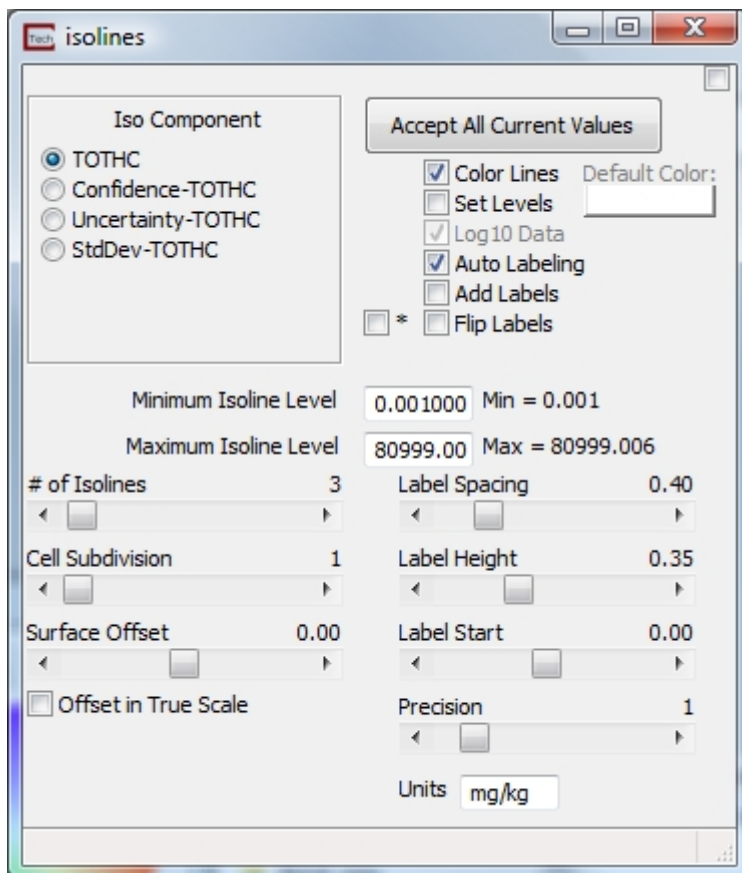 Tech isolines
Iso Component
TOTHC
Confidence-TOTHC
Uncertainty-TOTHC
StdDev-TOTHC
Accept All Current Values
Color Lines Default Color:
Set Levels
Log10 Data
Auto Labeling
Add Labels
* Flip Labels
Minimum Isoline Level 0.001000 Min = 0.001
Maximum Isoline Level 80999.00 Max = 80999.006
# of Isolines 3
Label Spacing 0.40
Cell Subdivision 1
Label Height 0.35
Surface Offset 0.00
Label Start 0.00
Offset in True Scale
Precision 1
Units mg/kg